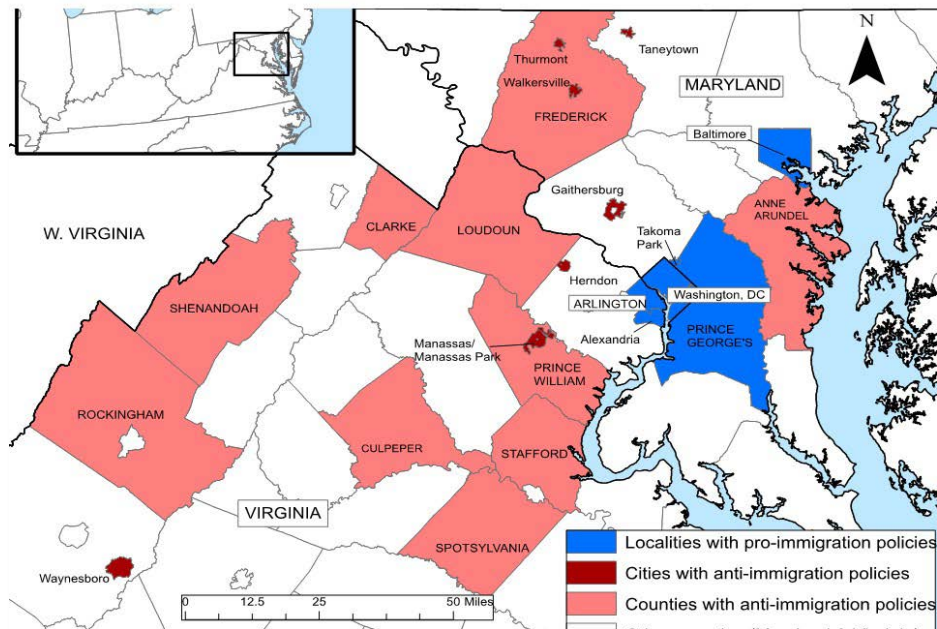 N
Taneytown
Thurmont
Walkersville
MARYLAND
FREDERICK
Baltimore
Gaithersburg
ANNE
ARUNDEL
CLARKE
LOUDOUN
W. VIRGINIA
Takoma
Park
Herndon
SHENANDOAH
ARLINGTON
Washington, DC
Alexandria
PRINCE
GEORGE'S
Manassas/
Manassas Park
PRINCE
WILLIAM
ROCKINGHAM
CULPEPER
STAFFORD
VIRGINIA
SPOTSYLVANIA
Waynesboro
0 12.5 25 50 Miles
Localities with pro-immigration policies
Cities with anti-immigration policies
Counties with anti-immigration policies